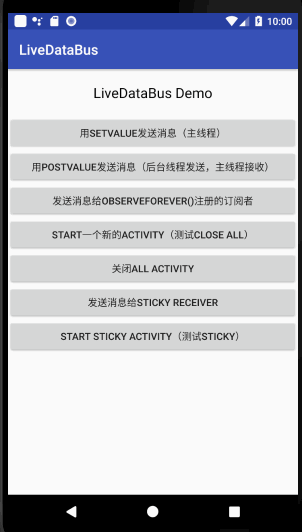 10:00
LiveDataBus
LiveDataBus Demo
用SETVALUE发送消息（主线程）
用POSTVALUE发送消息（后台线程发送，主线程接收）
发送消息给OBSERVEFOREVER()注册的订阅者
START一个新的ACTIVITY（测试CLOSE ALL）
关闭ALL ACTIVITY
发送消息给STICKY RECEIVER
START STICKY ACTIVITY（测试STICKY）